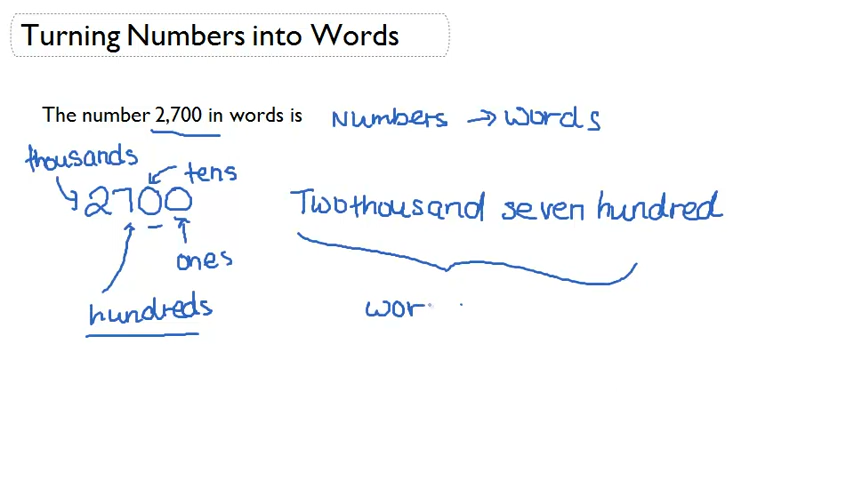 Turning Numbers into Words
The number 2,700 in words is
Numbers → words
thousands
tens
2700
Two thousand seven hundred
ones
hundreds
wor